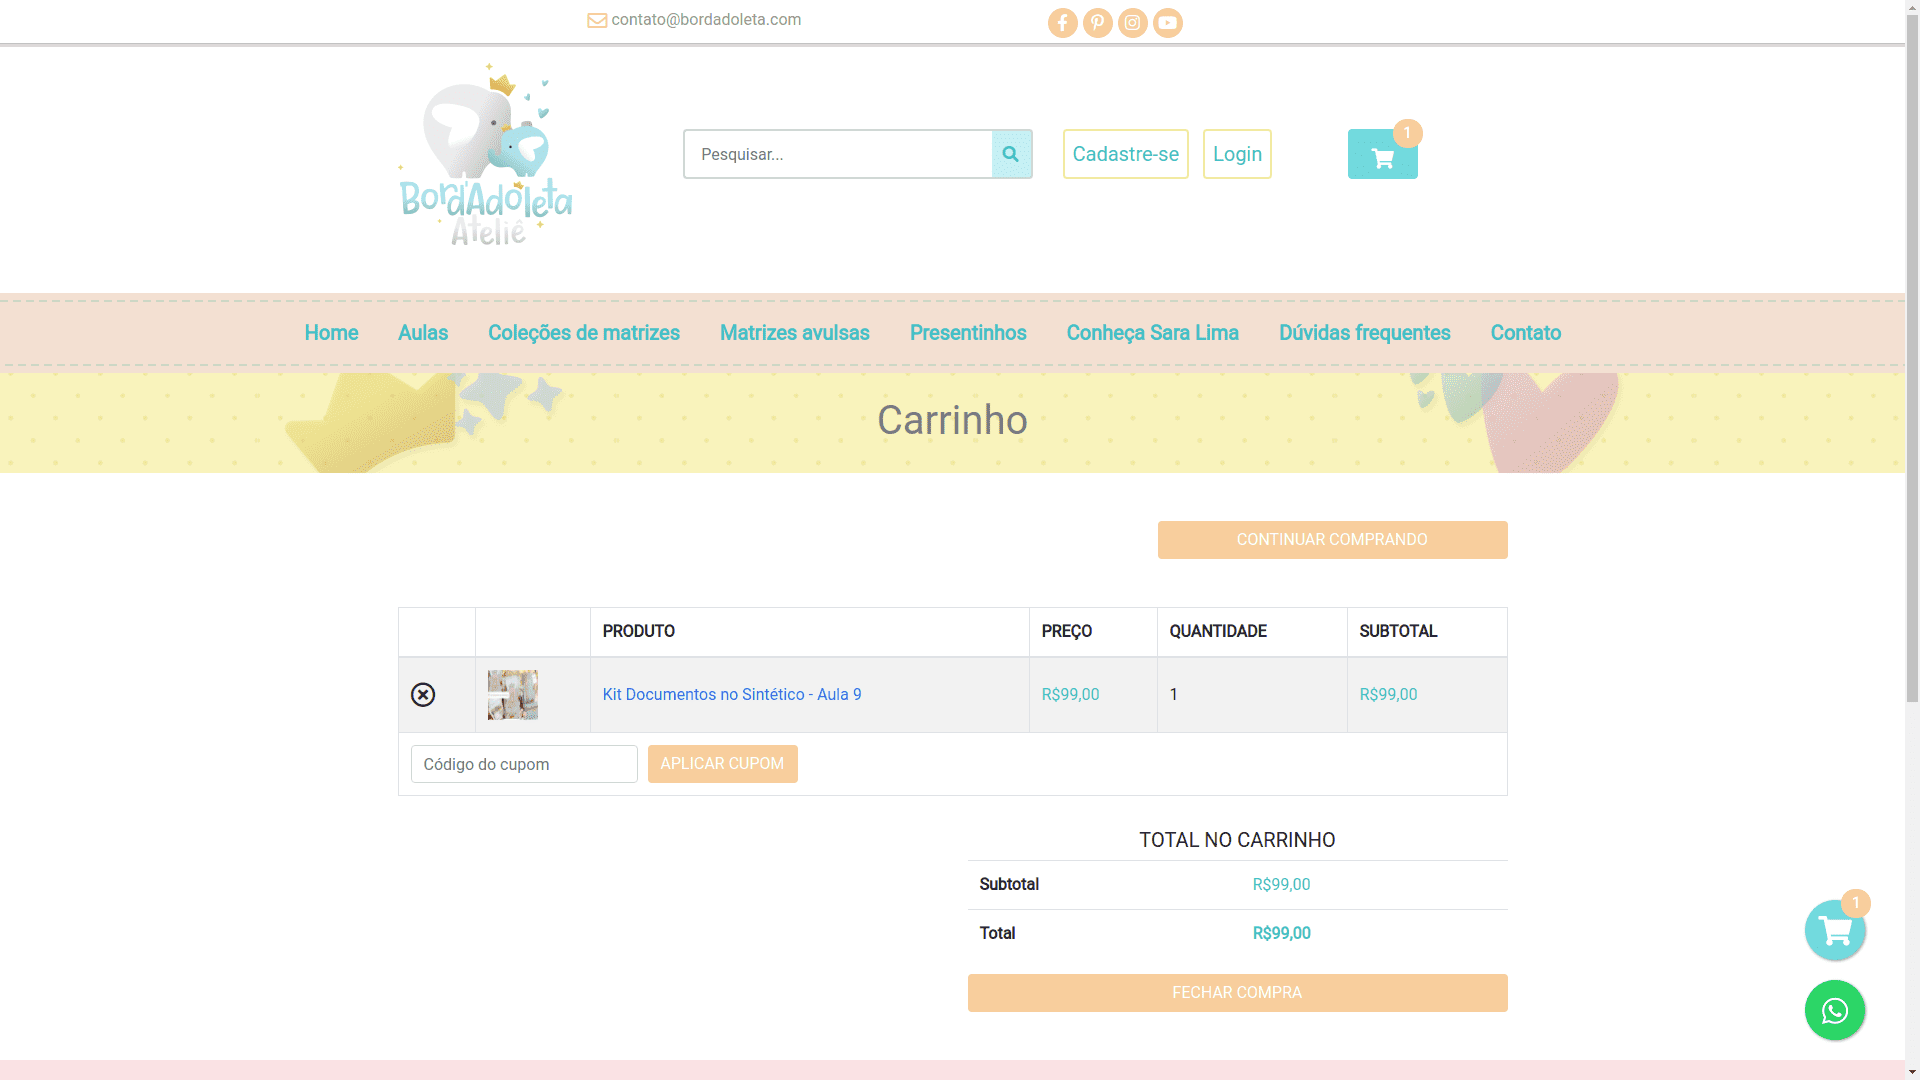 contato@bordadoleta.com
Bord'Adoleta
Ateliê
Pesquisar...
Cadastre-se
Login
1
Home
Aulas
Coleções de matrizes
Matrizes avulsas
Presentinhos
Conheça Sara Lima
Dúvidas frequentes
Contato
Carrinho
CONTINUAR COMPRANDO
PRODUTO PREÇO QUANTIDADE SUBTOTAL
Kit Documentos no Sintético - Aula 9 R$99,00 1 R$99,00
Código do cupom
APLICAR CUPOM
TOTAL NO CARRINHO
Subtotal R$99,00
Total R$99,00
FECHAR COMPRA
1